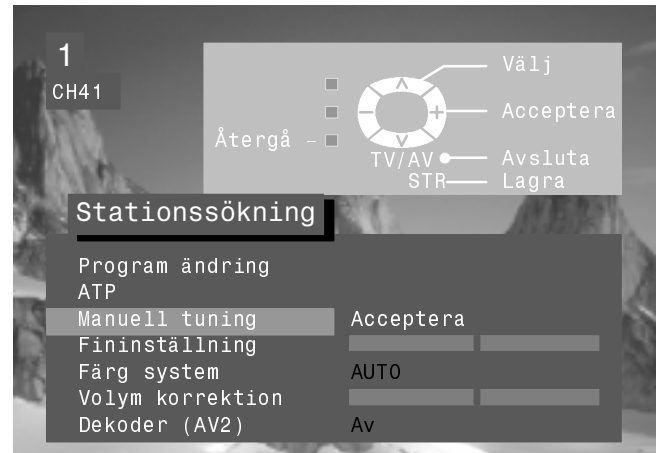 1
CH41
Välj
Acceptera
Återgå
TV/AV Avsluta
STR Lagra
Stationssökning
Program ändring
ATP
Manuell tuning Acceptera
Fininställning
Färg system AUTO
Volym korrektion
Dekoder (AV2) Av